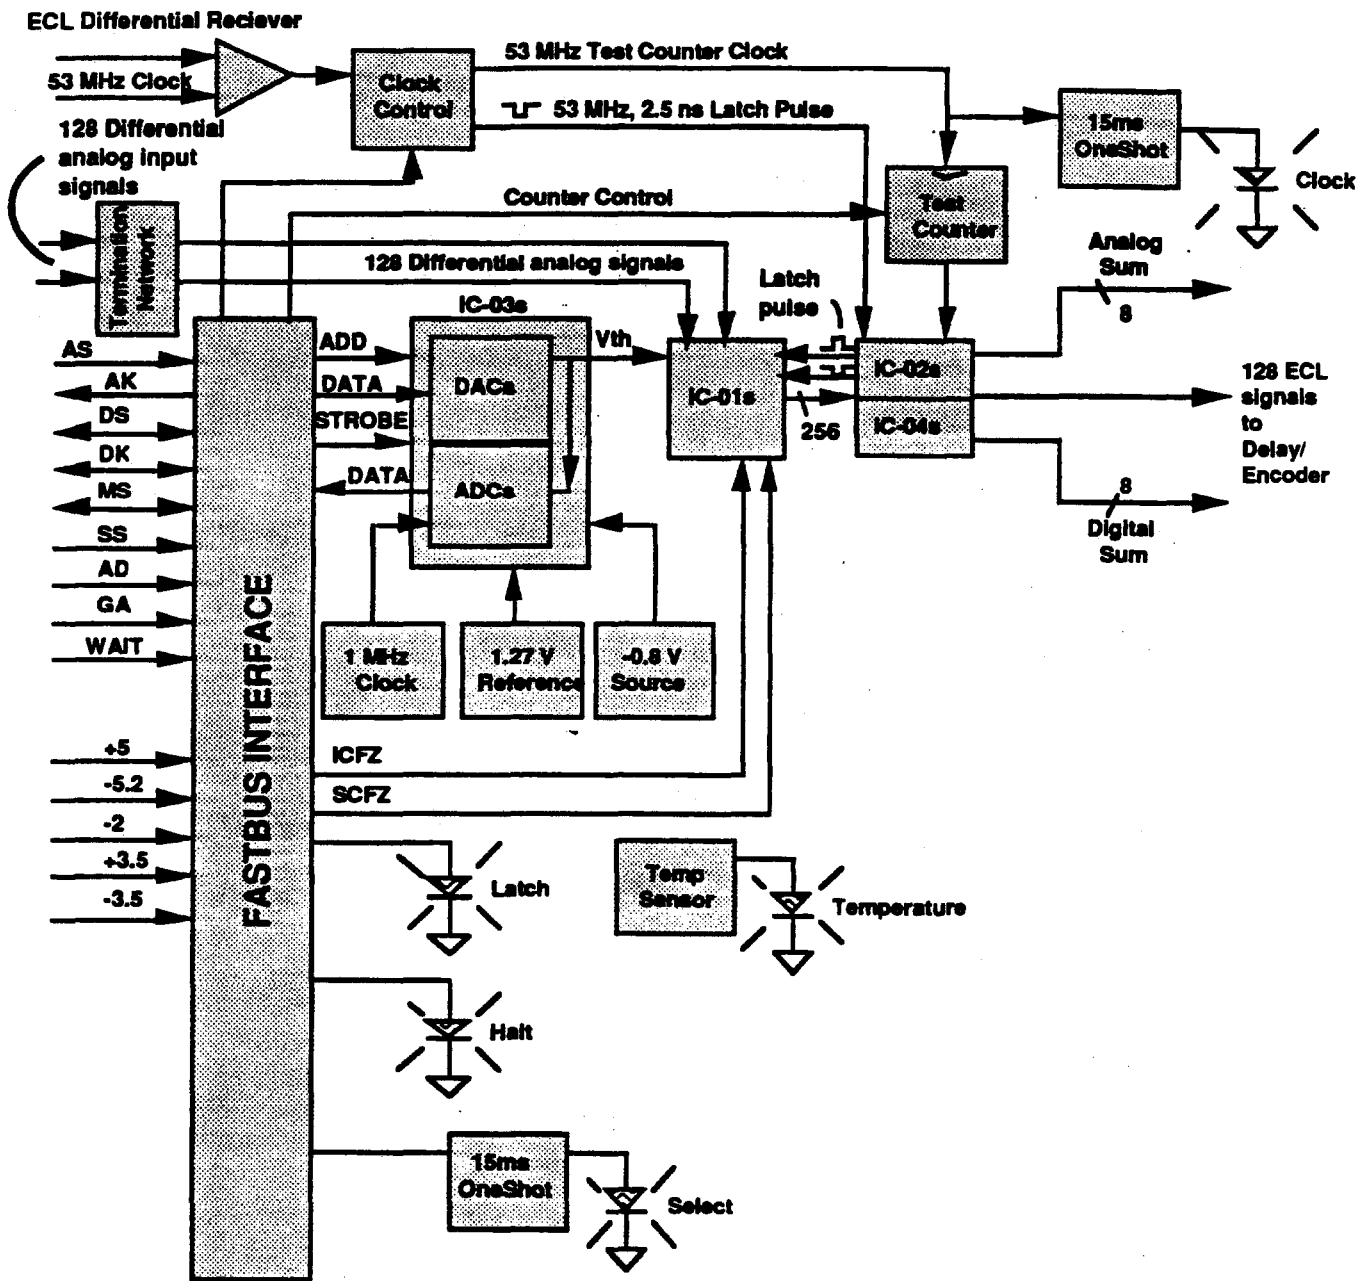 ECL Differential Reciever
53 MHz Clock
Clock
Control
53 MHz Test Counter Clock
53 MHz, 2.5 ns Latch Pulse
15ms
OneShot
Clock
128 Differential
analog input
signals
Termination
Network
Counter Control
Test
Counter
128 Differential analog signals
Latch
pulse
Analog
Sum
8
IC-03s
ADD
DATA
STROBE
DATA
DACs
ADCs
Vth
IC-01s
256
IC-02s
IC-04s
128 ECL
signals
to
Delay/
Encoder
8
Digital
Sum
AS
AK
DS
DK
MS
SS
AD
GA
WAIT
+5
-5.2
-2
+3.5
-3.5
FASTBUS INTERFACE
1 MHz
Clock
1.27 V
Reference
-0.8 V
Source
ICFZ
SCFZ
Latch
Temp
Sensor
Temperature
Halt
15ms
OneShot
Select